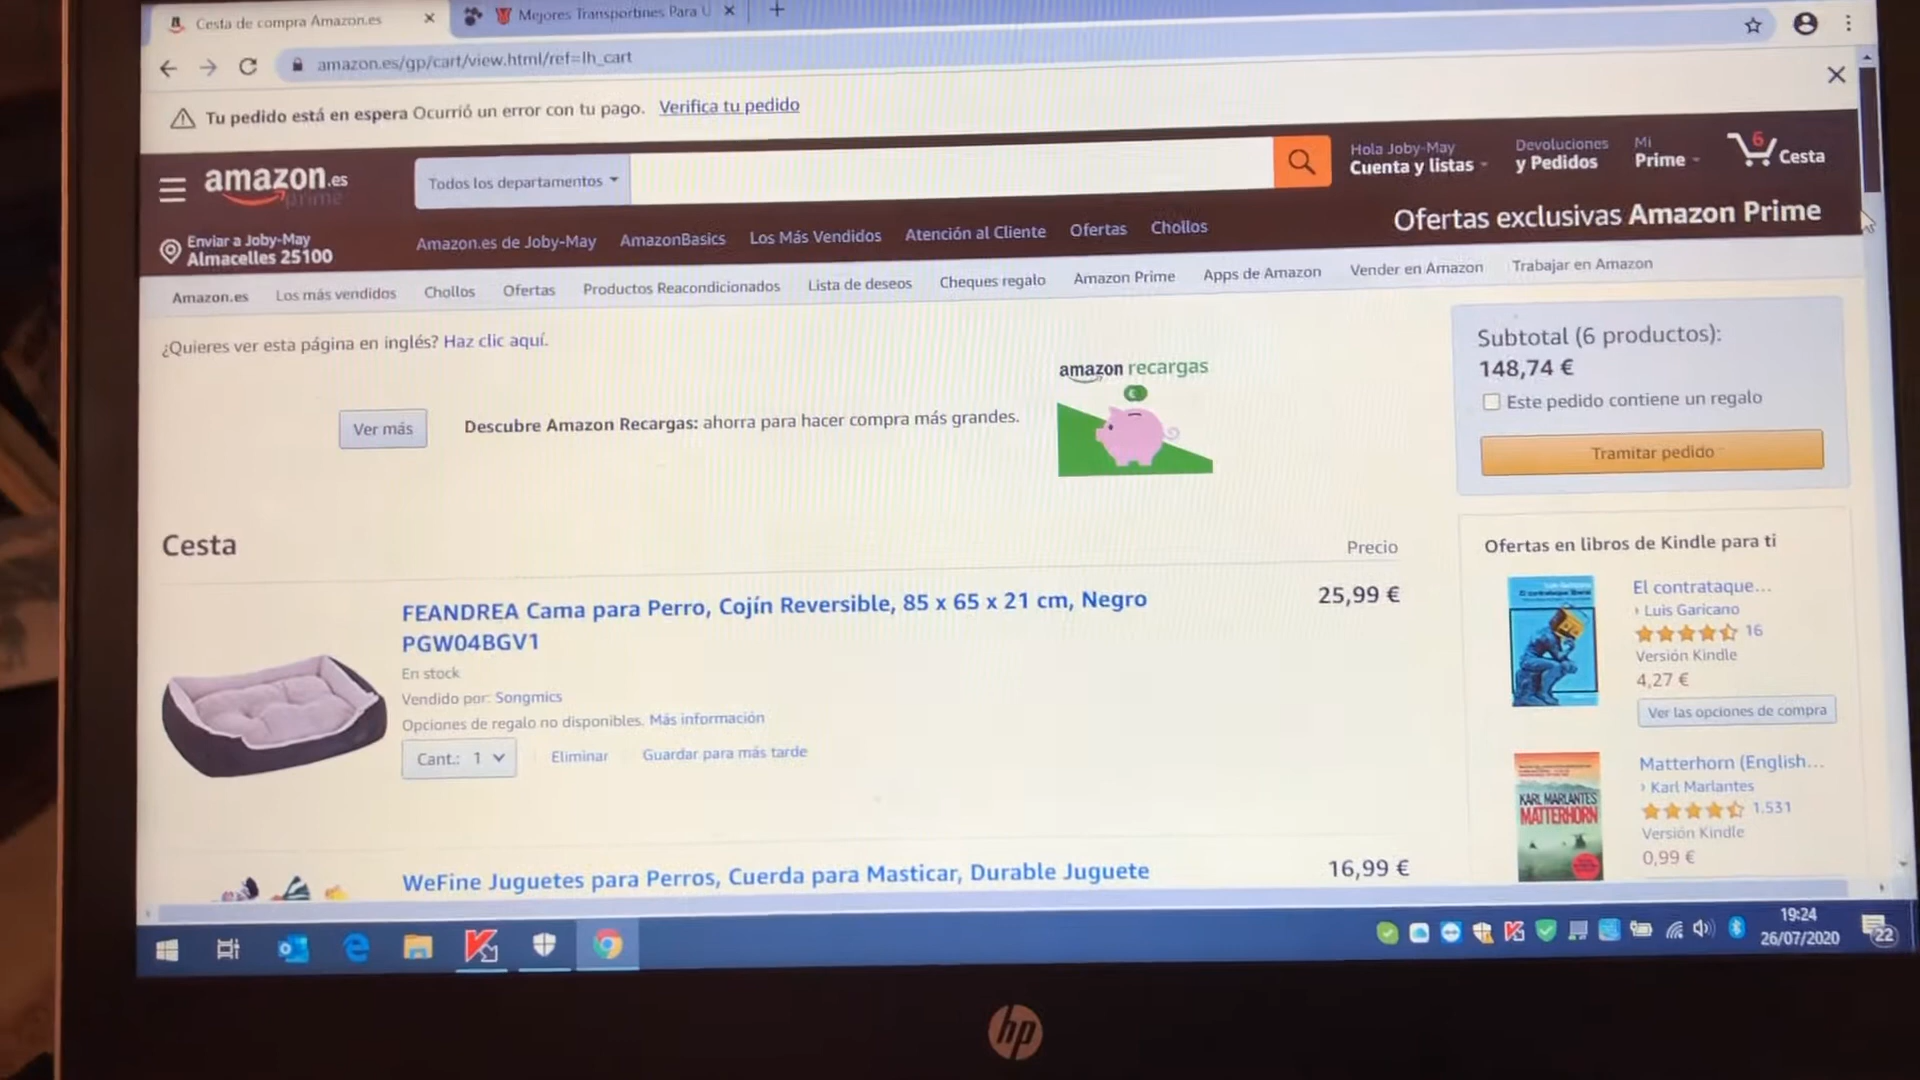 Cesta de compra Amazon.es
Mejores Transportines Para U
amazon.es/gp/cart/view.html/ref=lh_cart
Tu pedido está en espera Ocurrió un error con tu pago. Verifica tu pedido
amazon.es
prime
Todos los departamentos
Hola Joby-May
Cuenta y listas
Devoluciones
y Pedidos
Mi
Prime
6
Cesta
Enviar a Joby-May
Almacelles 25100
Amazon.es de Joby-May AmazonBasics Los Más Vendidos Atención al Cliente Ofertas Chollos
Ofertas exclusivas Amazon Prime
Amazon.es Los más vendidos Chollos Ofertas Productos Reacondicionados Lista de deseos Cheques regalo Amazon Prime Apps de Amazon Vender en Amazon Trabajar en Amazon
¿Quieres ver esta página en inglés? Haz clic aquí.
Ver más
Descubre Amazon Recargas: ahorra para hacer compra más grandes.
amazon recargas
Subtotal (6 productos):
148,74 €
Este pedido contiene un regalo
Tramitar pedido
Cesta
Precio
FEANDREA Cama para Perro, Cojín Reversible, 85 x 65 x 21 cm, Negro
PGW04BGV1
25,99 €
En stock
Vendido por: Songmics
Opciones de regalo no disponibles. Más información
Cant.: 1
Eliminar
Guardar para más tarde
WeFine Juguetes para Perros, Cuerda para Masticar, Durable Juguete
16,99 €
Ofertas en libros de Kindle para ti
El contrataque...
› Luis Garicano
16
Versión Kindle
4,27 €
Ver las opciones de compra
KARL MARLANTES
MATTERHORN
Matterhorn (English...
› Karl Marlantes
1.531
Versión Kindle
0,99 €
19:24
26/07/2020
22
hp